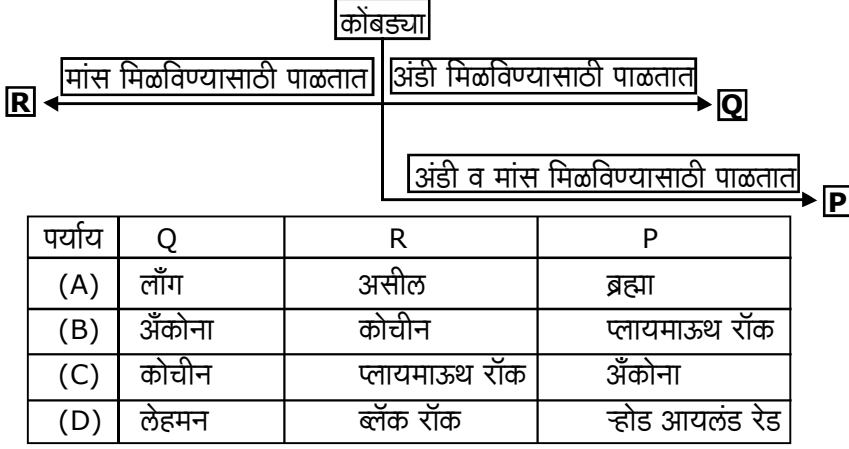 कोंबड्या
मांस मिळविण्यासाठी पाळतात अंडी मिळविण्यासाठी पाळतात
R Q
अंडी व मांस मिळविण्यासाठी पाळतात
P
पर्याय Q R P
(A) लाँग असील ब्रह्मा
(B) अँकोना कोचीन प्लायमाऊथ रॉक
(C) कोचीन प्लायमाऊथ रॉक अँकोना
(D) लेहमन ब्लॅक रॉक ऱ्होड आयलंड रेड